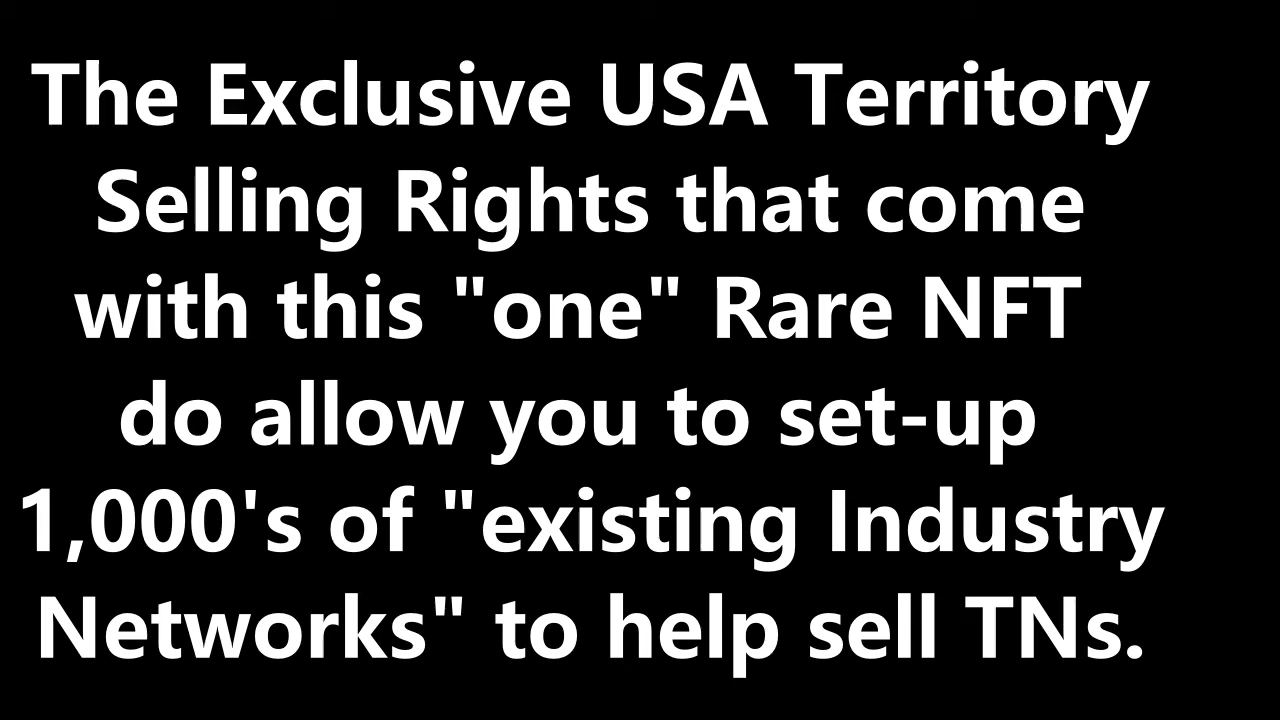 The Exclusive USA Territory
Selling Rights that come
with this "one" Rare NFT
do allow you to set-up
1,000's of "existing Industry
Networks" to help sell TNs.